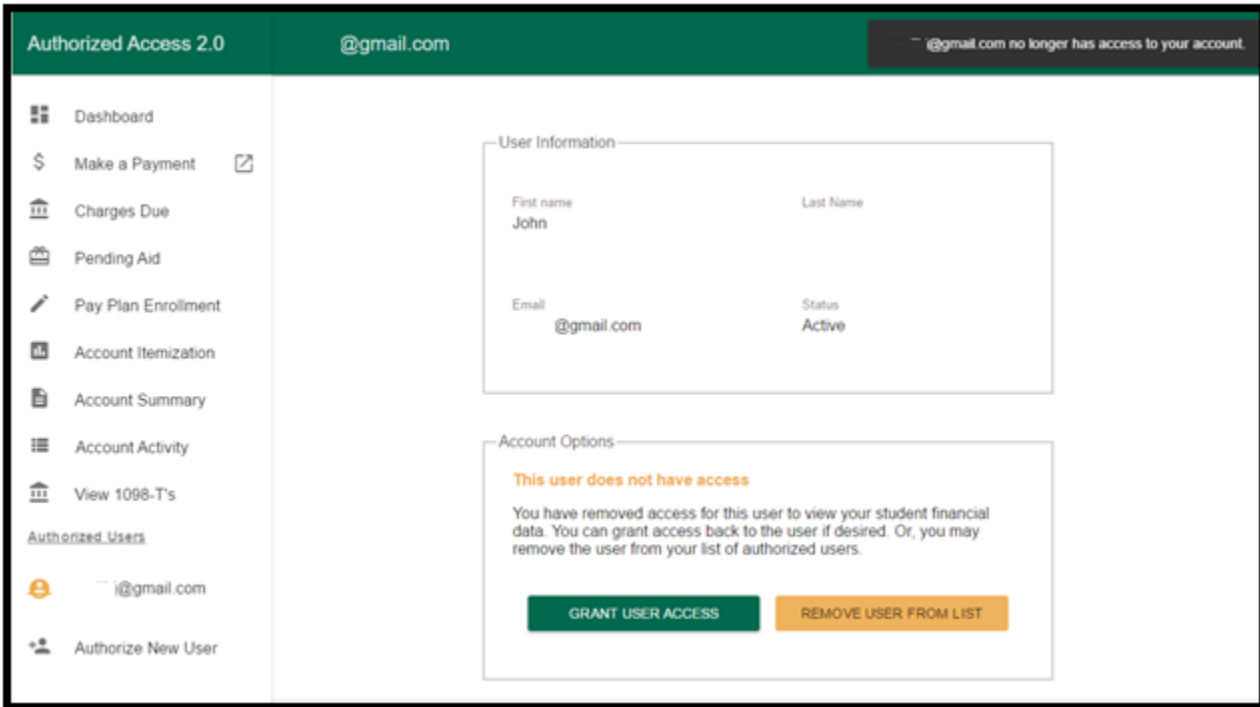 Authorized Access 2.0
@gmail.com
@gmail.com no longer has access to your account.
Dashboard
Make a Payment
Charges Due
Pending Aid
Pay Plan Enrollment
Account Itemization
Account Summary
Account Activity
View 1098-T's
Authorized Users
@gmail.com
Authorize New User
User Information
First name
Last Name
John
Email
Status
@gmail.com
Active
Account Options
This user does not have access
You have removed access for this user to view your student financial
data. You can grant access back to the user if desired. Or, you may
remove the user from your list of authorized users.
GRANT USER ACCESS
REMOVE USER FROM LIST